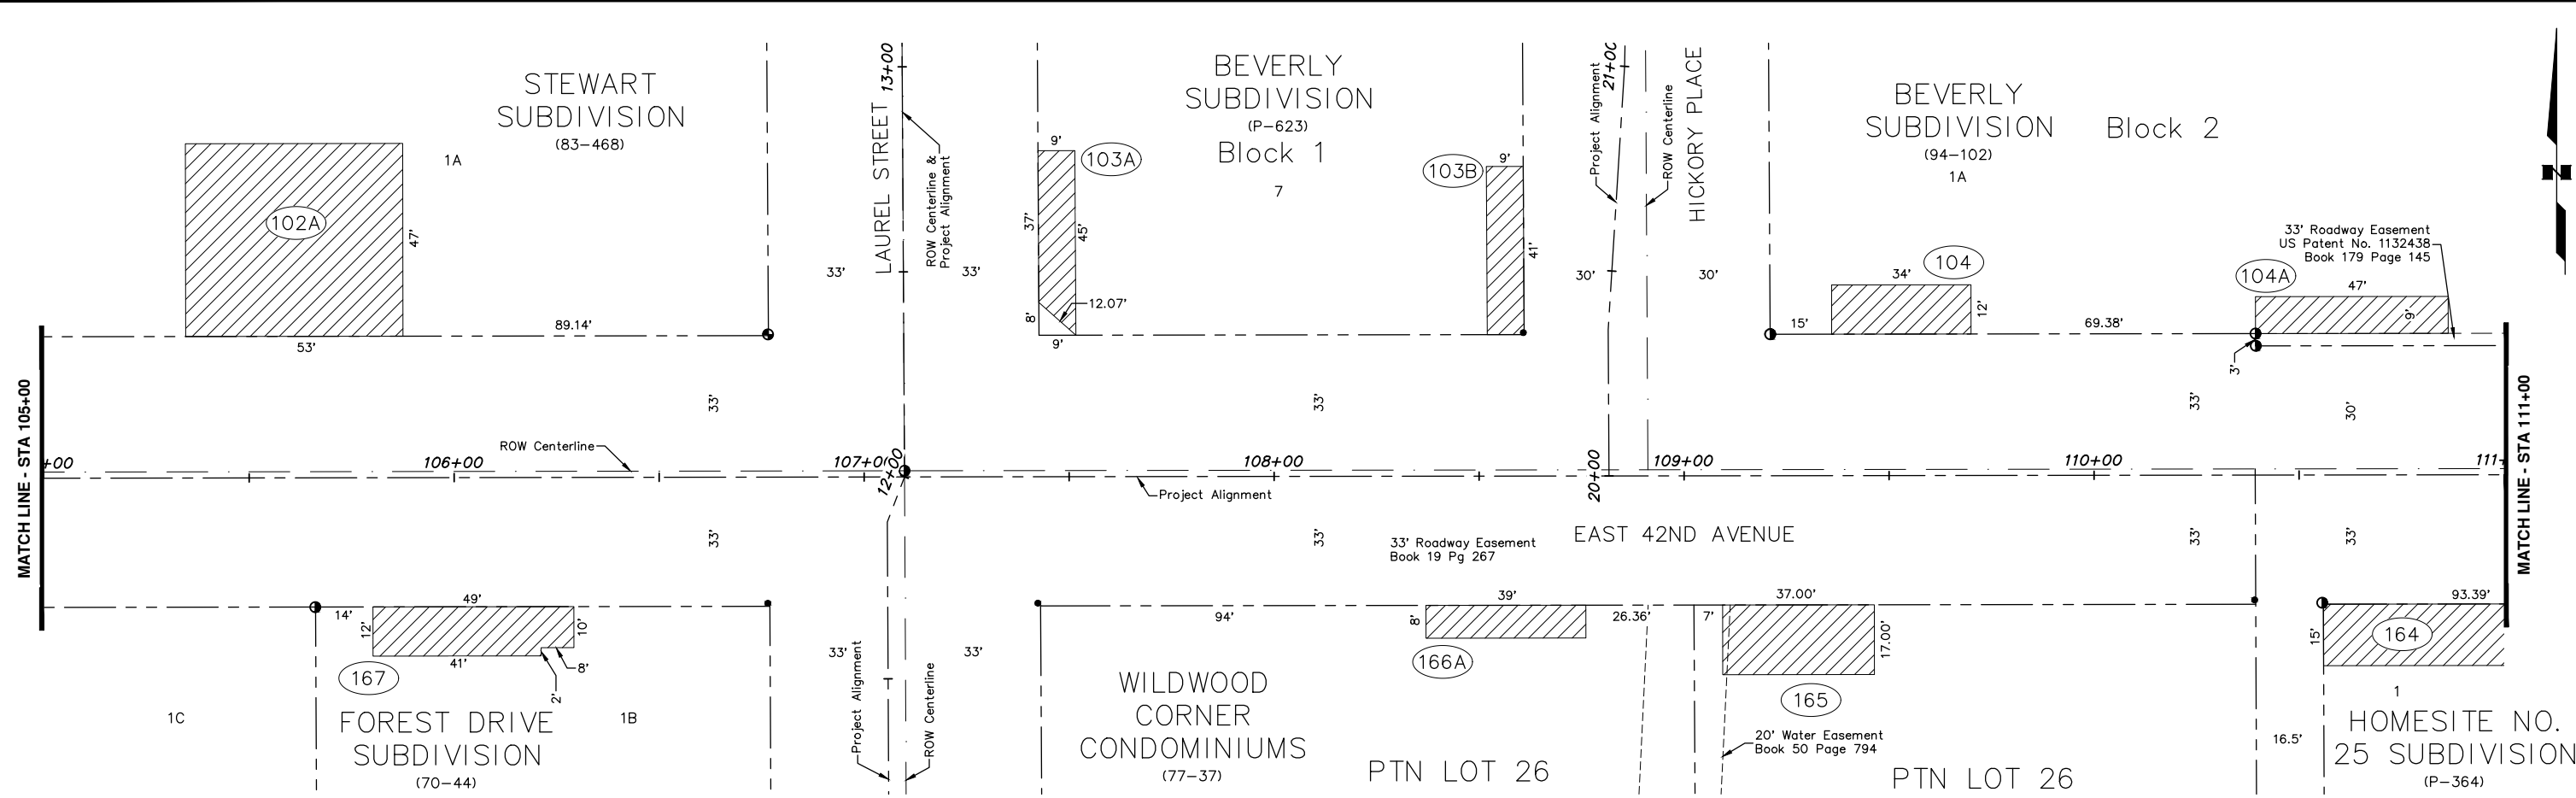 STEWART
SUBDIVISION
(83-468)
1A
102A
47'
53'
89.14'
LAUREL STREET
13+00
ROW Centerline &
Project Alignment
33'
33'
BEVERLY
SUBDIVISION
(P-623)
Block 1
7
9'
103A
37'
45'
8'
12.07'
9'
9'
103B
41'
Project Alignment
21+00
ROW Centerline
HICKORY PLACE
30'
30'
BEVERLY
SUBDIVISION
(94-102)
1A
Block 2
34'
104
12'
15'
69.38'
104A
47'
9'
3'
33' Roadway Easement
US Patent No. 1132438
Book 179 Page 145
N
MATCH LINE - STA 105+00
33'
33'
33'
30'
MATCH LINE - STA 111+00
+00
106+00
ROW Centerline
107+00
12+00
108+00
Project Alignment
20+00
109+00
110+00
111+
33'
33'
33' Roadway Easement
Book 19 Pg 267
EAST 42ND AVENUE
33'
33'
14'
49'
12'
10'
41'
8'
2'
167
1C
FOREST DRIVE
SUBDIVISION
(70-44)
1B
33'
33'
Project Alignment
ROW Centerline
94'
39'
8'
166A
26.36'
7'
37.00'
17.00'
165
WILDWOOD
CORNER
CONDOMINIUMS
(77-37)
PTN LOT 26
20' Water Easement
Book 50 Page 794
PTN LOT 26
16.5'
93.39'
15'
164
1
HOMESITE NO.
25 SUBDIVISION
(P-364)